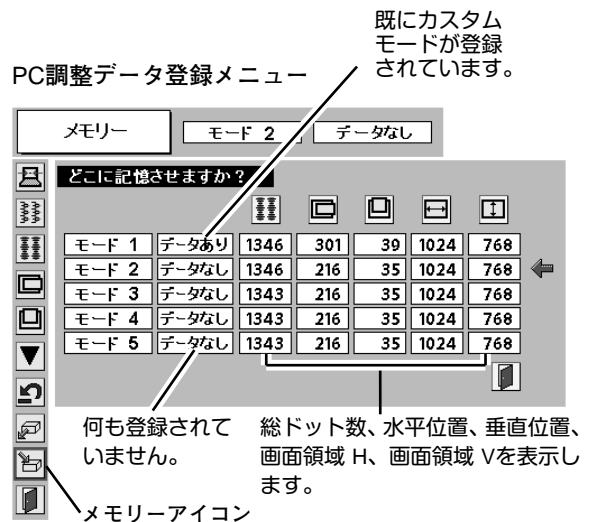 既にカスタム
モードが登録
されています。
PC調整データ登録メニュー
メモリー モード 2 データなし
どこに記憶させますか?
モード 1 データあり 1346 301 39 1024 768
モード 2 データなし 1346 216 35 1024 768
モード 3 データなし 1343 216 35 1024 768
モード 4 データなし 1343 216 35 1024 768
モード 5 データなし 1343 216 35 1024 768
何も登録されて
いません。
総ドット数、水平位置、垂直位置、
画面領域 H、画面領域 Vを表示し
ます。
メモリーアイコン